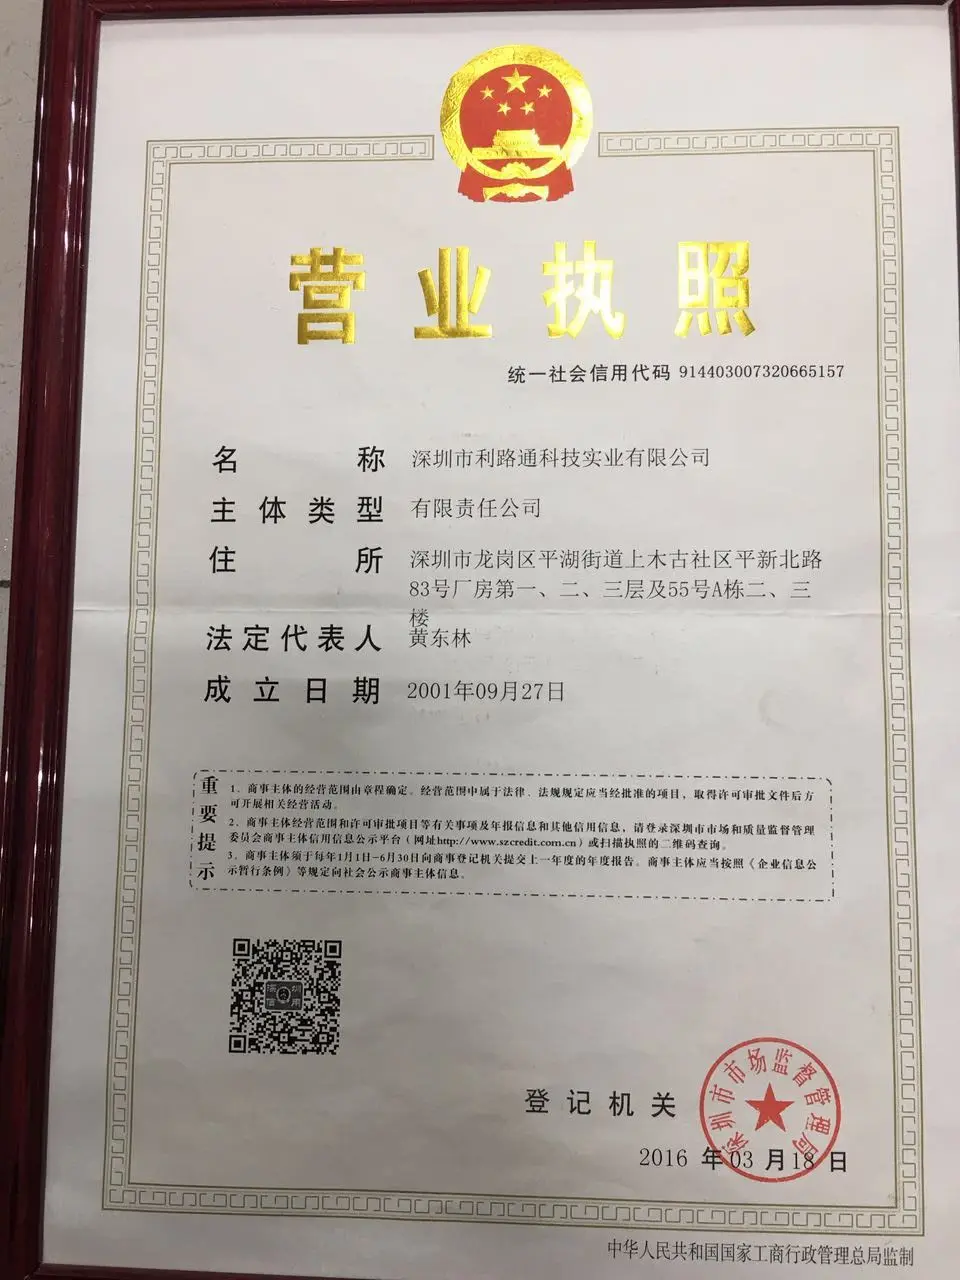 营业执照
统一社会信用代码 914403007320665157
名称 深圳市利路通科技实业有限公司
主体类型 有限责任公司
住所 深圳市龙岗区平湖街道上木古社区平新北路
83号厂房第一、二、三层及55号A栋二、三
楼
法定代表人 黄东林
成立日期 2001年09月27日
重要提示
1、商事主体的经营范围由章程确定。经营范围中属于法律、法规规定应当经批准的项目，取得许可审批文件后方
可开展相关经营活动。
2、商事主体经营范围和许可审批项目等有关事项及年报信息和其他信用信息，请登录深圳市市场和质量监督管理
委员会商事主体信用信息公示平台（网址http://www.szcredit.com.cn）或扫描执照的二维码查询。
3、商事主体须于每年1月1日-6月30日向商事登记机关提交上一年度的年度报告。商事主体应当按照《企业信息公
示暂行条例》等规定向社会公示商事主体信息。
深圳
信用
登记机关
深圳市市场监督管理局
2016 年 03 月 18 日
中华人民共和国国家工商行政管理总局监制